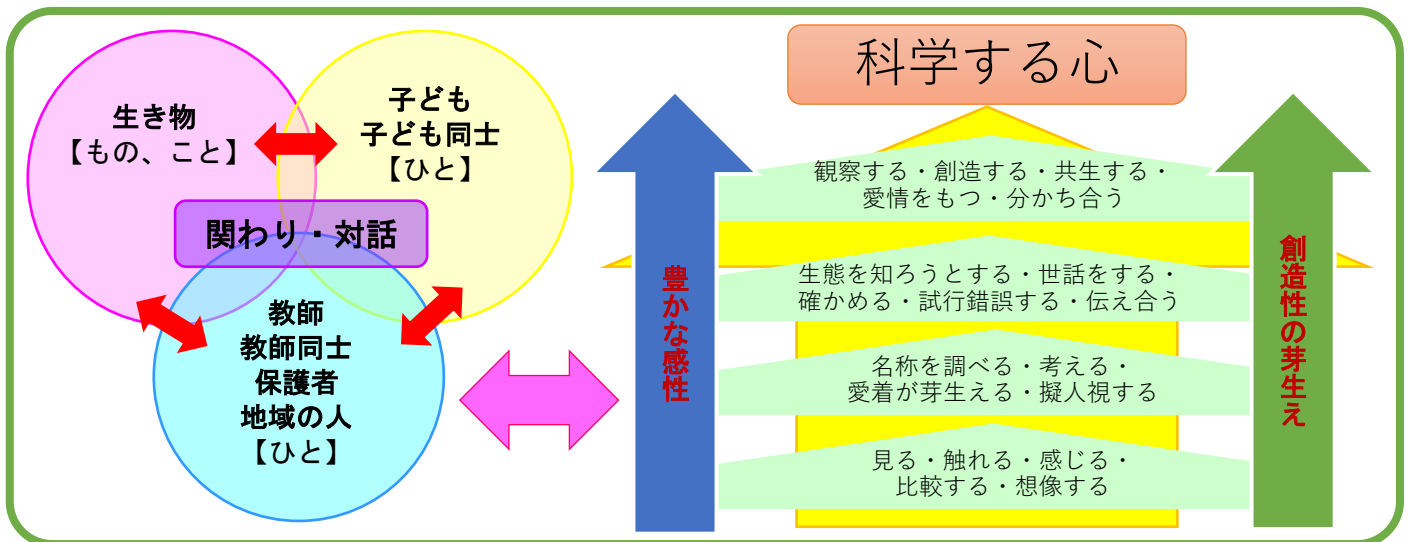 生き物
【もの、こと】
子ども
子ども同士
【ひと】
関わり・対話
教師
教師同士
保護者
地域の人
【ひと】
科学する心
豊かな感性
観察する・創造する・共生する・
愛情をもつ・分かち合う
生態を知ろうとする・世話をする・
確かめる・試行錯誤する・伝え合う
名称を調べる・考える・
愛着が芽生える・擬人視する
見る・触れる・感じる・
比較する・想像する
創造性の芽生え